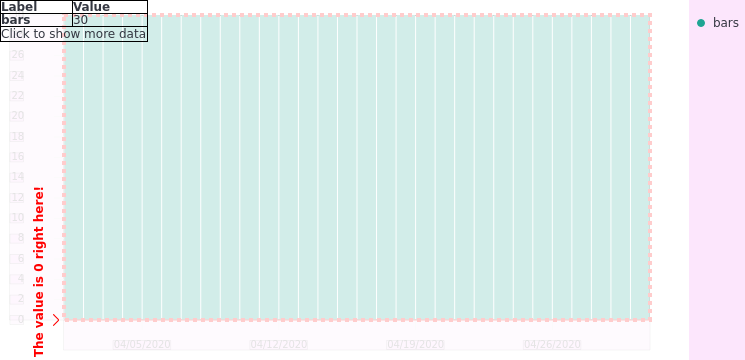 Label Value
bars 30
Click to show more data
bars
26
24
22
20
18
16
14
12
10
8
6
4
2
0
The value is 0 right here!
04/05/2020 04/12/2020 04/19/2020 04/26/2020